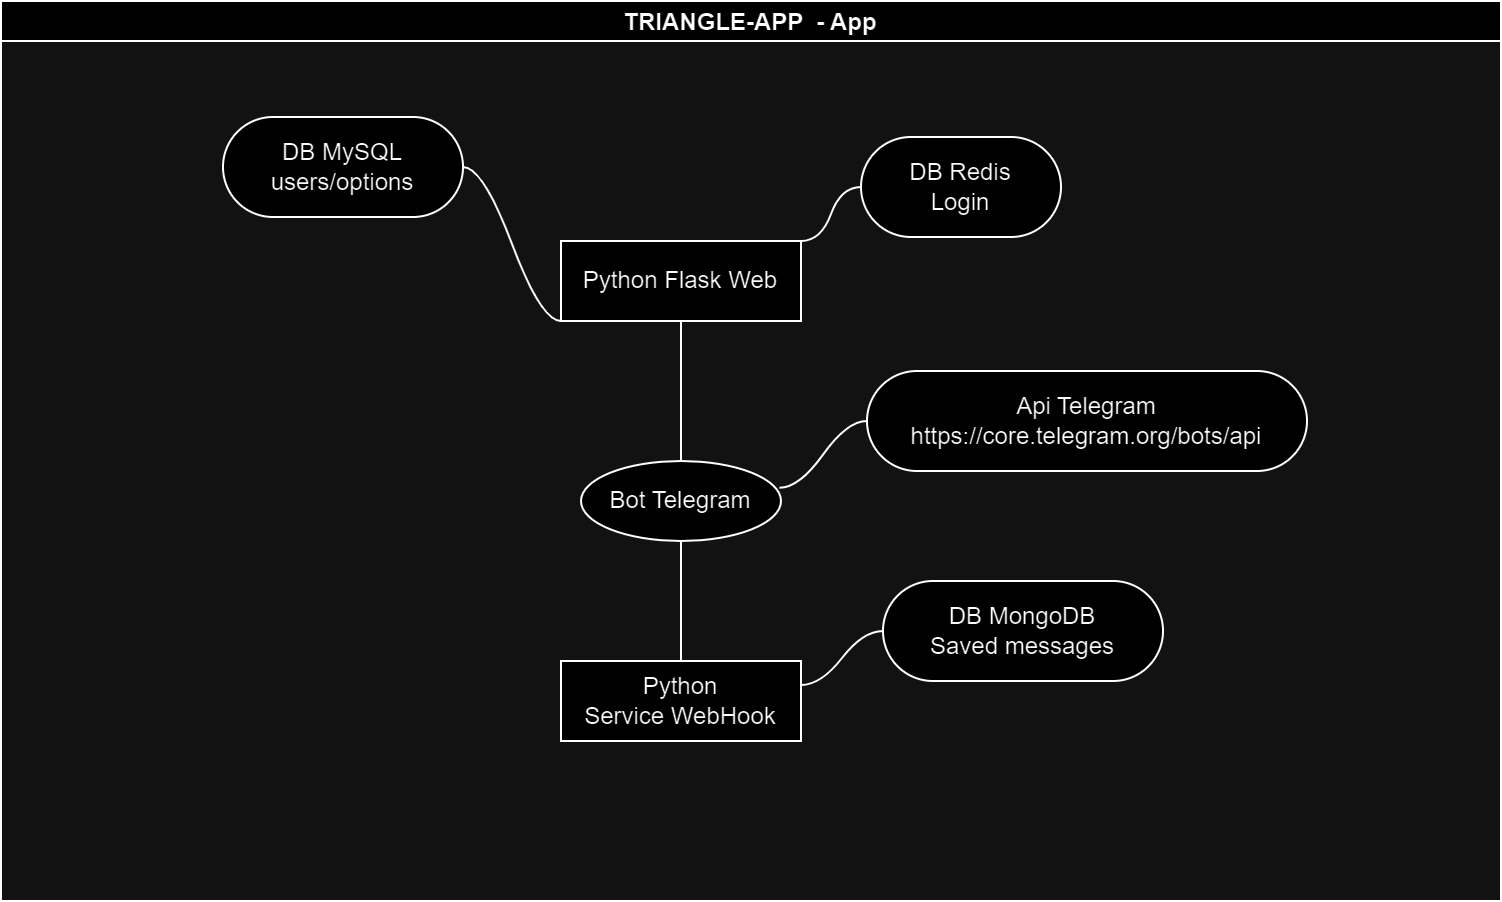 TRIANGLE-APP  - App
DB MySQL
users/options
DB Redis
Login
Python Flask Web
Api Telegram
https://core.telegram.org/bots/api
Bot Telegram
DB MongoDB
Saved messages
Python
Service WebHook